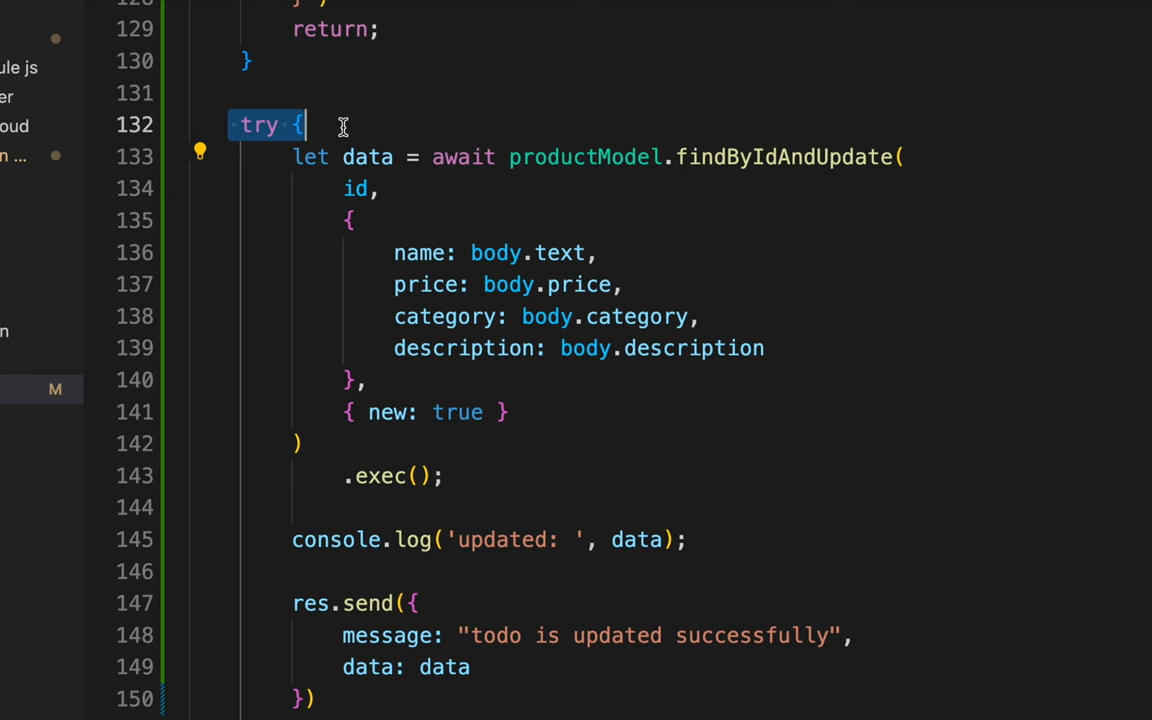 128 })
129 return;
130 }
131
132 try {
133 let data = await productModel.findByIdAndUpdate(
134 id,
135 {
136 name: body.text,
137 price: body.price,
138 category: body.category,
139 description: body.description
140 },
141 { new: true }
142 )
143 .exec();
144
145 console.log('updated: ', data);
146
147 res.send({
148 message: "todo is updated successfully",
149 data: data
150 })
ule js
er
oud
n ...
n
M